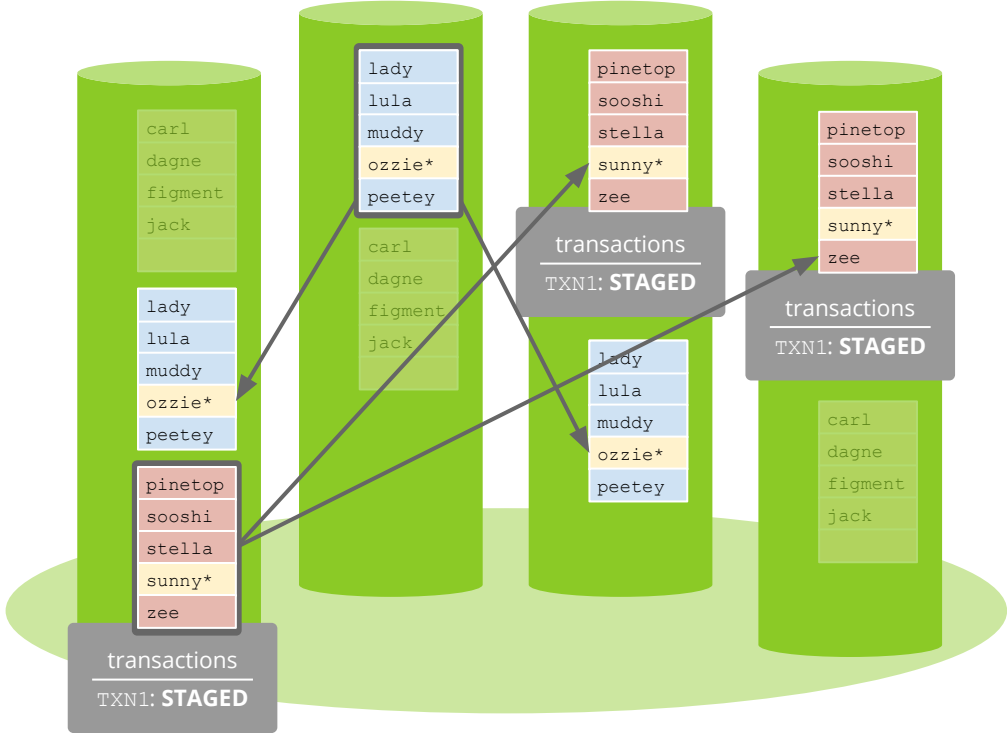 carl
dagne
figment
jack
lady
lula
muddy
ozzie*
peetey
pinetop
sooshi
stella
sunny*
zee
transactions
TXN1: STAGED
lady
lula
muddy
ozzie*
peetey
carl
dagne
figment
jack
pinetop
sooshi
stella
sunny*
zee
transactions
TXN1: STAGED
lady
lula
muddy
ozzie*
peetey
pinetop
sooshi
stella
sunny*
zee
transactions
TXN1: STAGED
carl
dagne
figment
jack